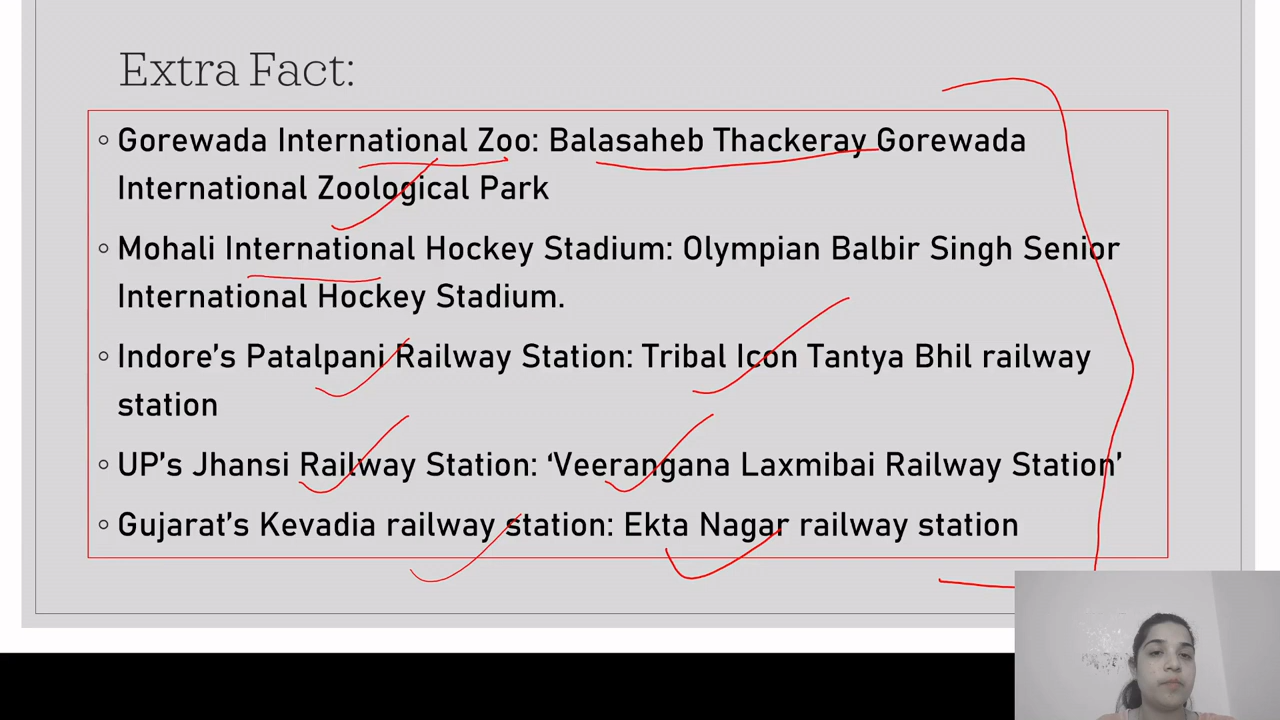 Extra Fact:
◦ Gorewada International Zoo: Balasaheb Thackeray Gorewada
International Zoological Park
◦ Mohali International Hockey Stadium: Olympian Balbir Singh Senior
International Hockey Stadium.
◦ Indore’s Patalpani Railway Station: Tribal Icon Tantya Bhil railway
station
◦ UP’s Jhansi Railway Station: ‘Veerangana Laxmibai Railway Station’
◦ Gujarat’s Kevadia railway station: Ekta Nagar railway station